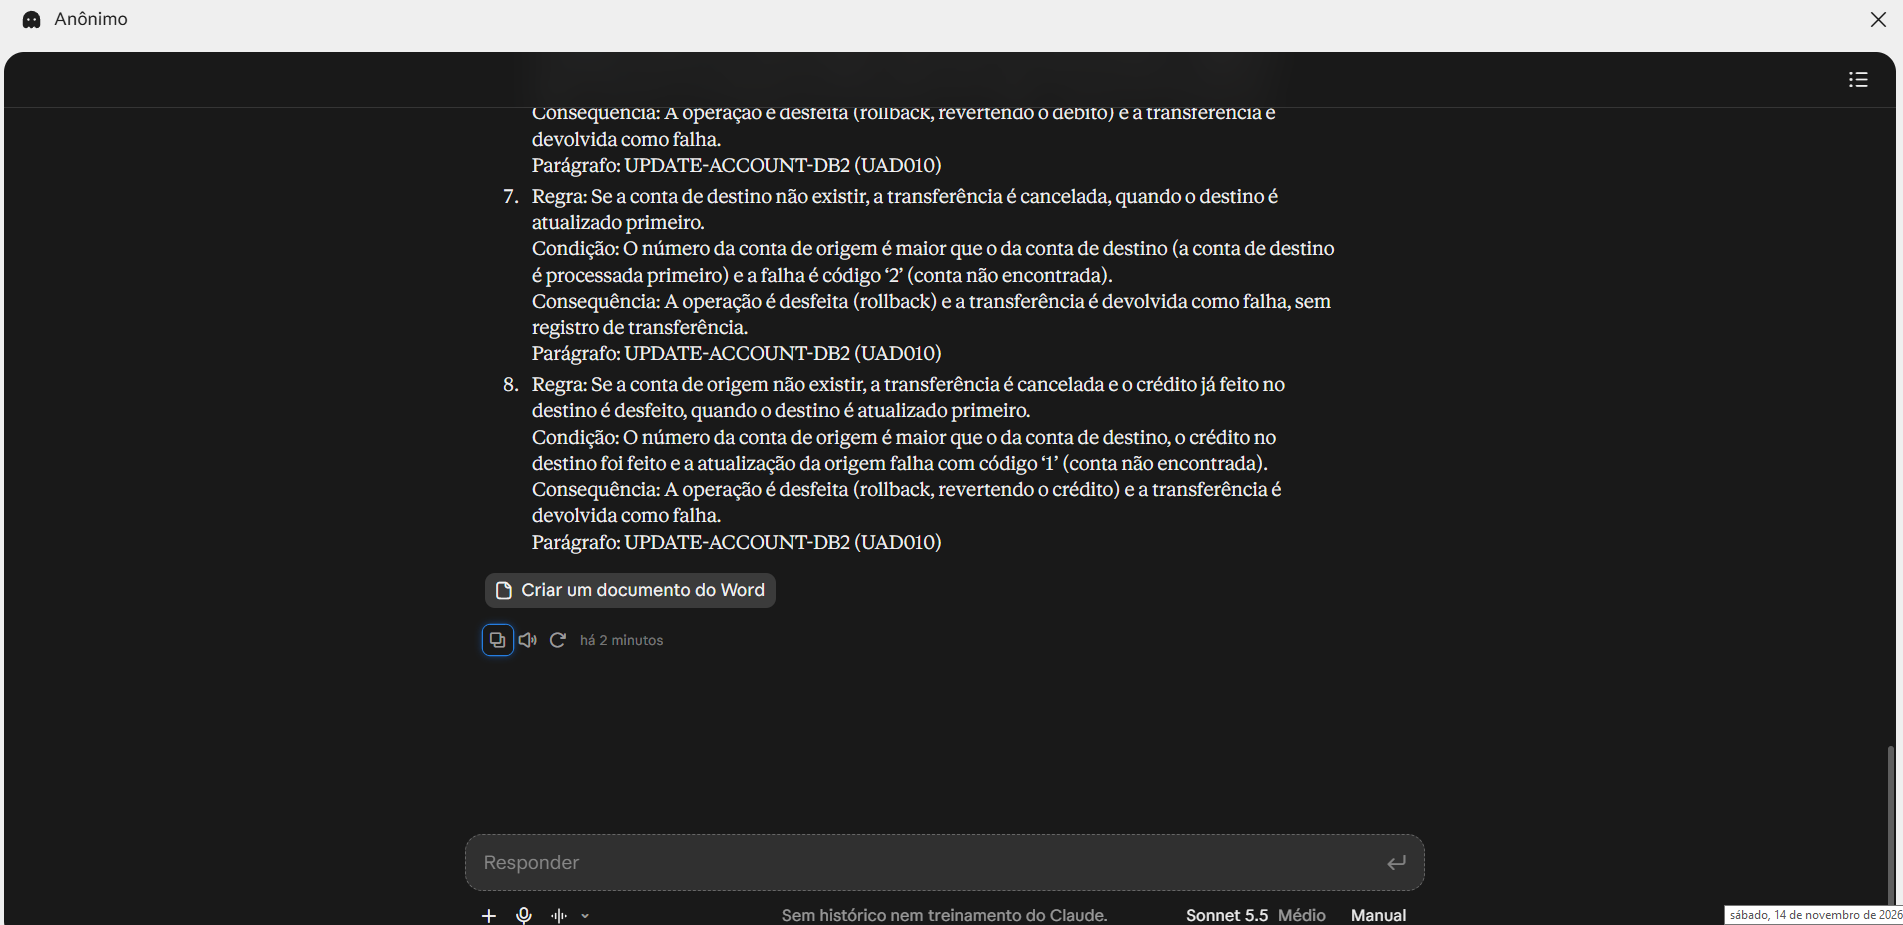 Anônimo
Consequência: A operação é desfeita (rollback, revertendo o débito) e a transferência é
devolvida como falha.
Parágrafo: UPDATE-ACCOUNT-DB2 (UAD010)
7. Regra: Se a conta de destino não existir, a transferência é cancelada, quando o destino é
atualizado primeiro.
Condição: O número da conta de origem é maior que o da conta de destino (a conta de destino
é processada primeiro) e a falha é código ‘2’ (conta não encontrada).
Consequência: A operação é desfeita (rollback) e a transferência é devolvida como falha, sem
registro de transferência.
Parágrafo: UPDATE-ACCOUNT-DB2 (UAD010)
8. Regra: Se a conta de origem não existir, a transferência é cancelada e o crédito já feito no
destino é desfeito, quando o destino é atualizado primeiro.
Condição: O número da conta de origem é maior que o da conta de destino, o crédito no
destino foi feito e a atualização da origem falha com código ‘1’ (conta não encontrada).
Consequência: A operação é desfeita (rollback, revertendo o crédito) e a transferência é
devolvida como falha.
Parágrafo: UPDATE-ACCOUNT-DB2 (UAD010)
Criar um documento do Word
há 2 minutos
Responder
Sem histórico nem treinamento do Claude.
Sonnet 5.5 Médio
Manual
sábado, 14 de novembro de 2026